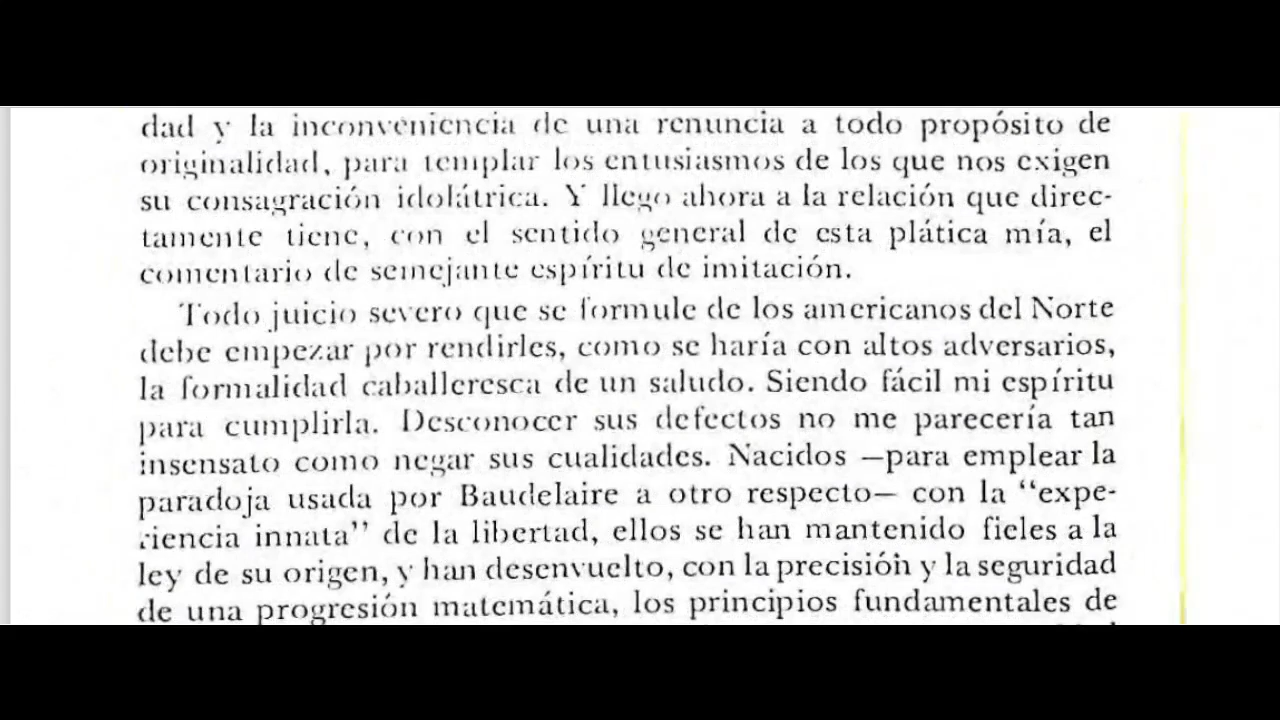 dad y la inconveniencia de una renuncia a todo propósito de
originalidad, para templar los entusiasmos de los que nos exigen
su consagración idolátrica. Y llego ahora a la relación que direc-
tamente tiene, con el sentido general de esta plática mía, el
comentario de semejante espíritu de imitación.
Todo juicio severo que se formule de los americanos del Norte
debe empezar por rendirles, como se haría con altos adversarios,
la formalidad caballeresca de un saludo. Siendo fácil mi espíritu
para cumplirla. Desconocer sus defectos no me parecería tan
insensato como negar sus cualidades. Nacidos —para emplear la
paradoja usada por Baudelaire a otro respecto— con la “expe-
riencia innata” de la libertad, ellos se han mantenido fieles a la
ley de su origen, y han desenvuelto, con la precisión y la seguridad
de una progresión matemática, los principios fundamentales de